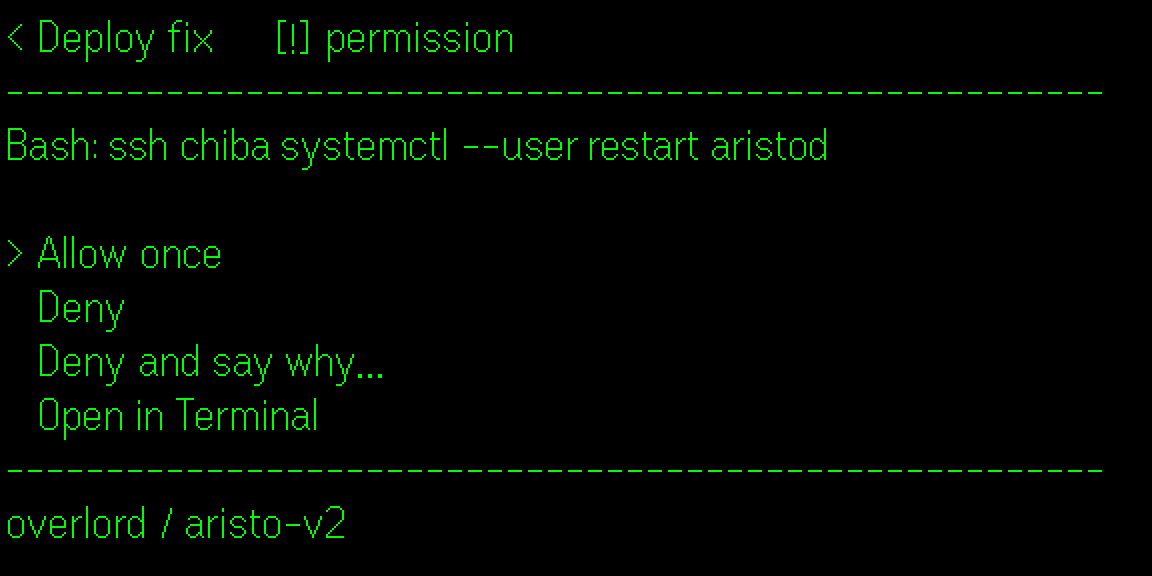 < Deploy fix [!] permission
-------------------------------------------------------
Bash: ssh chiba systemctl --user restart aristod
> Allow once
Deny
Deny and say why...
Open in Terminal
-------------------------------------------------------
overlord / aristo-v2